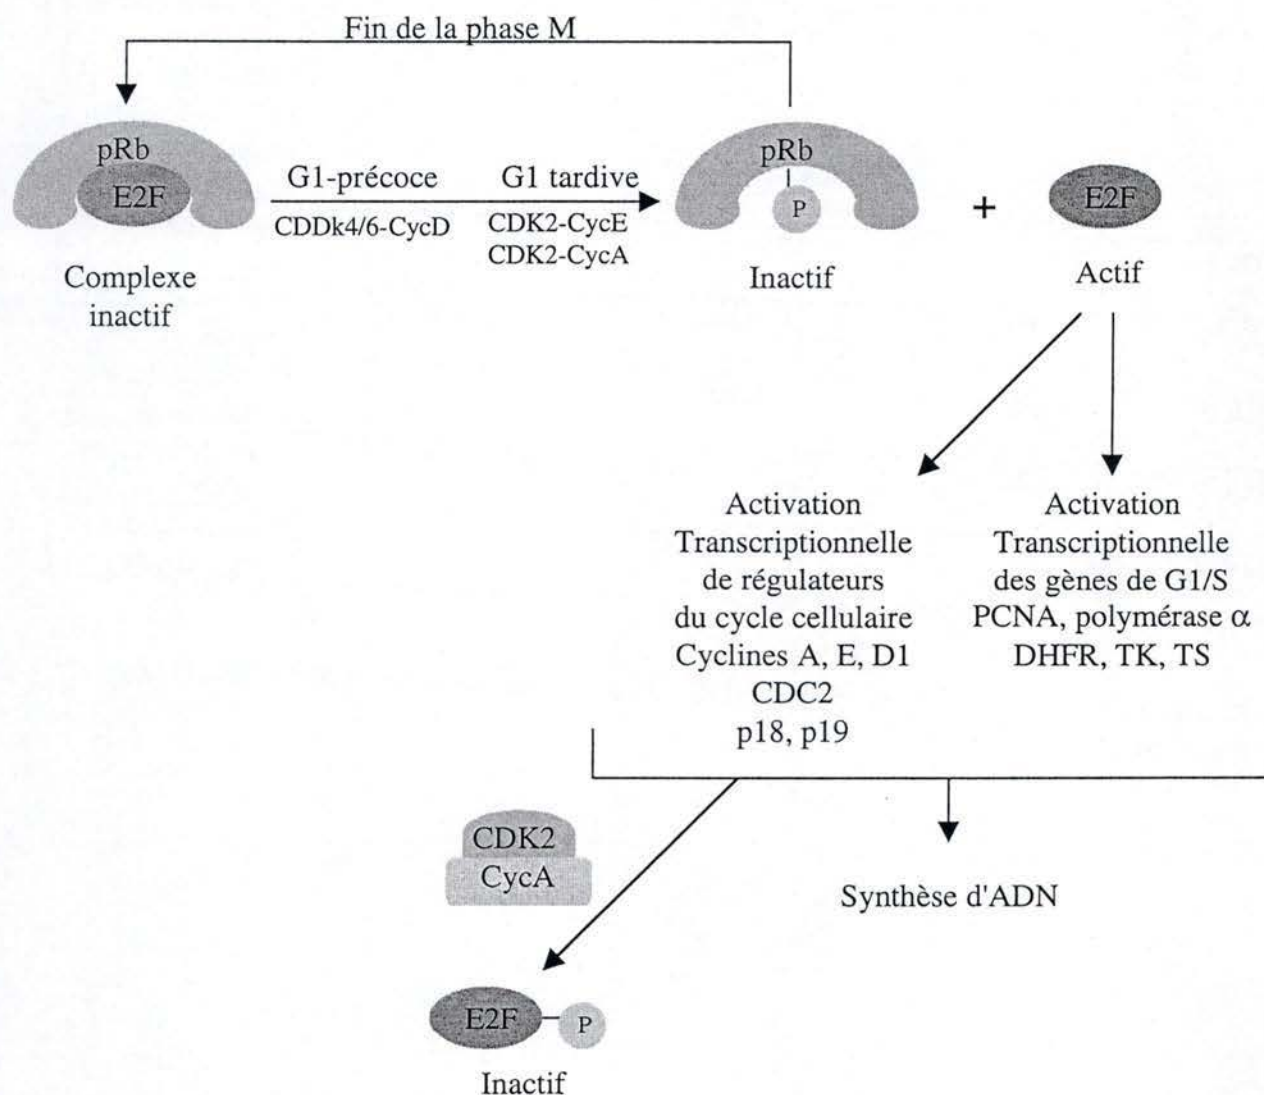 Fin de la phase M
pRb
E2F
G1-précoce
CDDk4/6-CycD
G1 tardive
CDK2-CycE
CDK2-CycA
pRb
P
+
E2F
Complexe
inactif
Inactif
Actif
Activation
Transcriptionnelle
de régulateurs
du cycle cellulaire
Cyclines A, E, D1
CDC2
p18, p19
Activation
Transcriptionnelle
des gènes de G1/S
PCNA, polymérase α
DHFR, TK, TS
CDK2
CycA
Synthèse d'ADN
E2F
P
Inactif